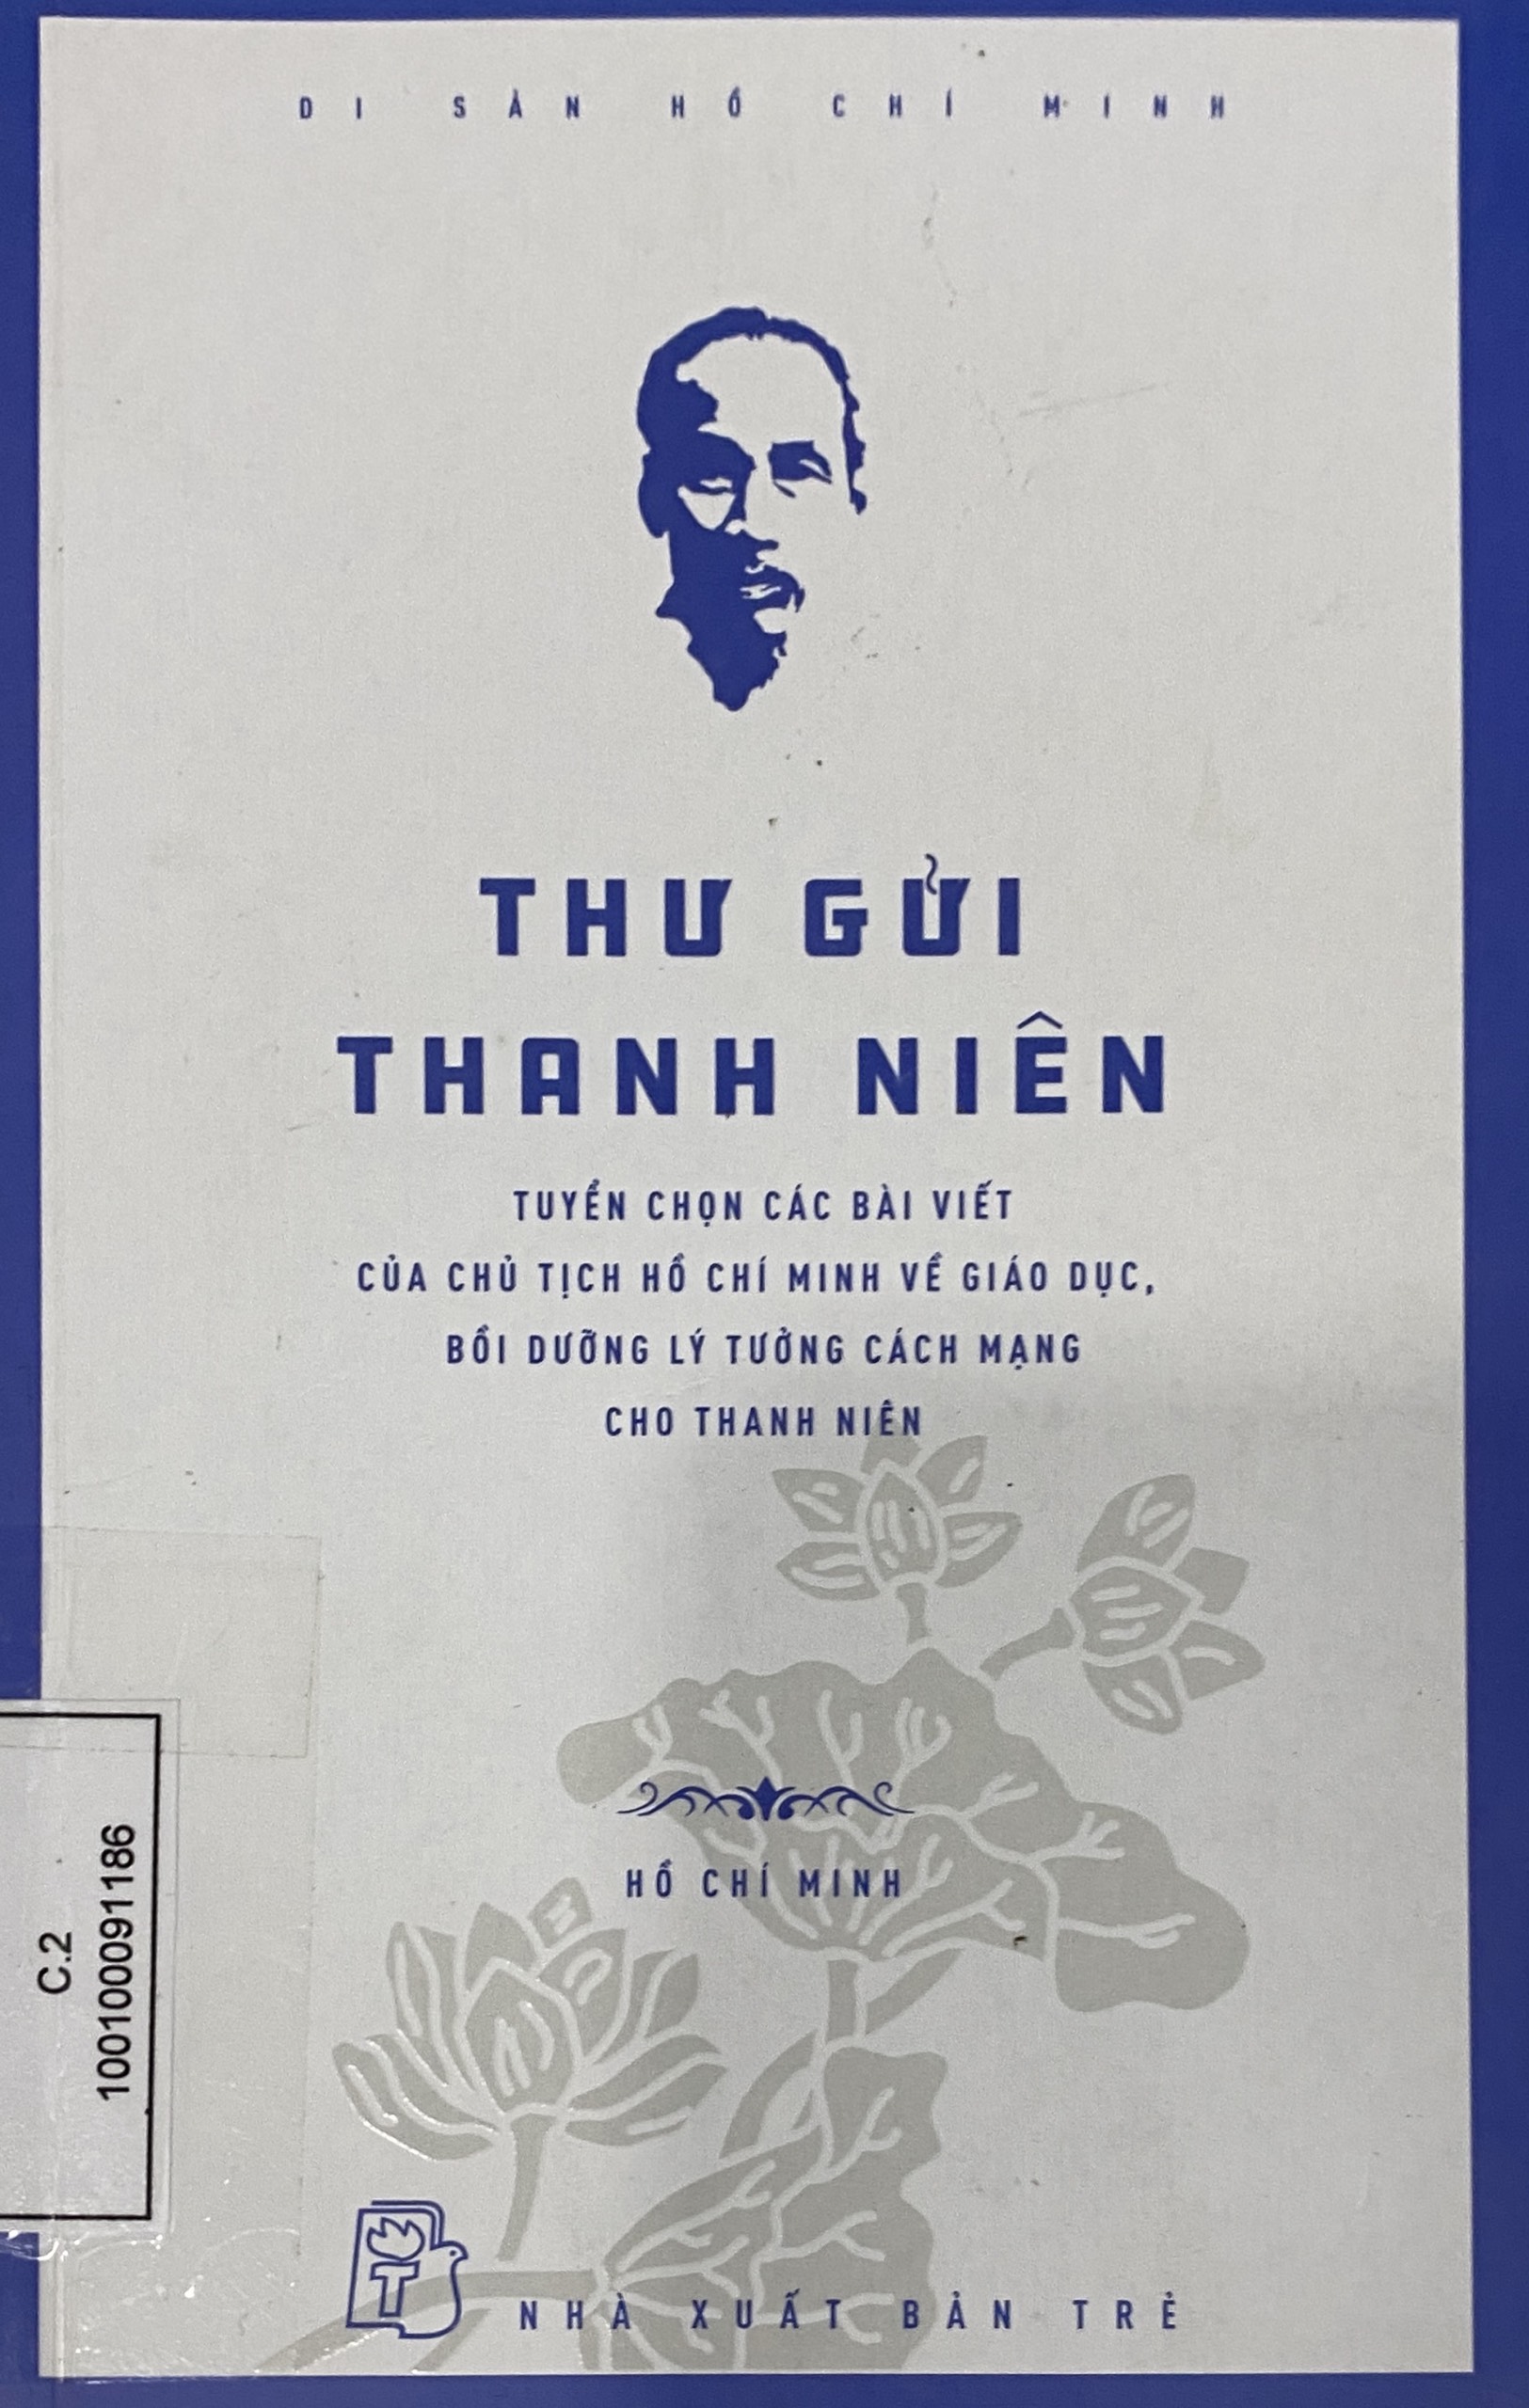 DI SẢN HỒ CHÍ MINH
THƯ GỬI
THANH NIÊN
TUYỂN CHỌN CÁC BÀI VIẾT
CỦA CHỦ TỊCH HỒ CHÍ MINH VỀ GIÁO DỤC,
BỒI DƯỠNG LÝ TƯỞNG CÁCH MẠNG
CHO THANH NIÊN
HỒ CHÍ MINH
C.2
10010009​1186
T
NHÀ XUẤT BẢN TRẺ